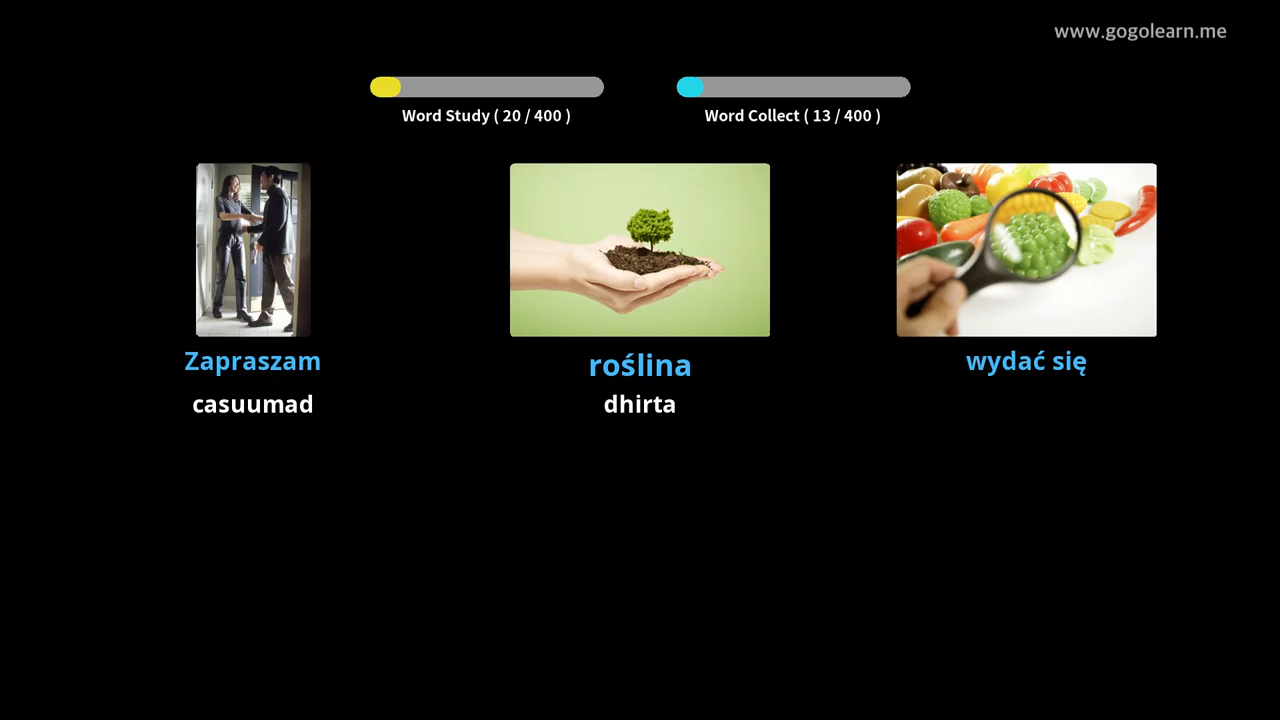 www.gogolearn.me
Word Study ( 20 / 400 )
Word Collect ( 13 / 400 )
Zapraszam
roślina
wydać się
casuumad
dhirta